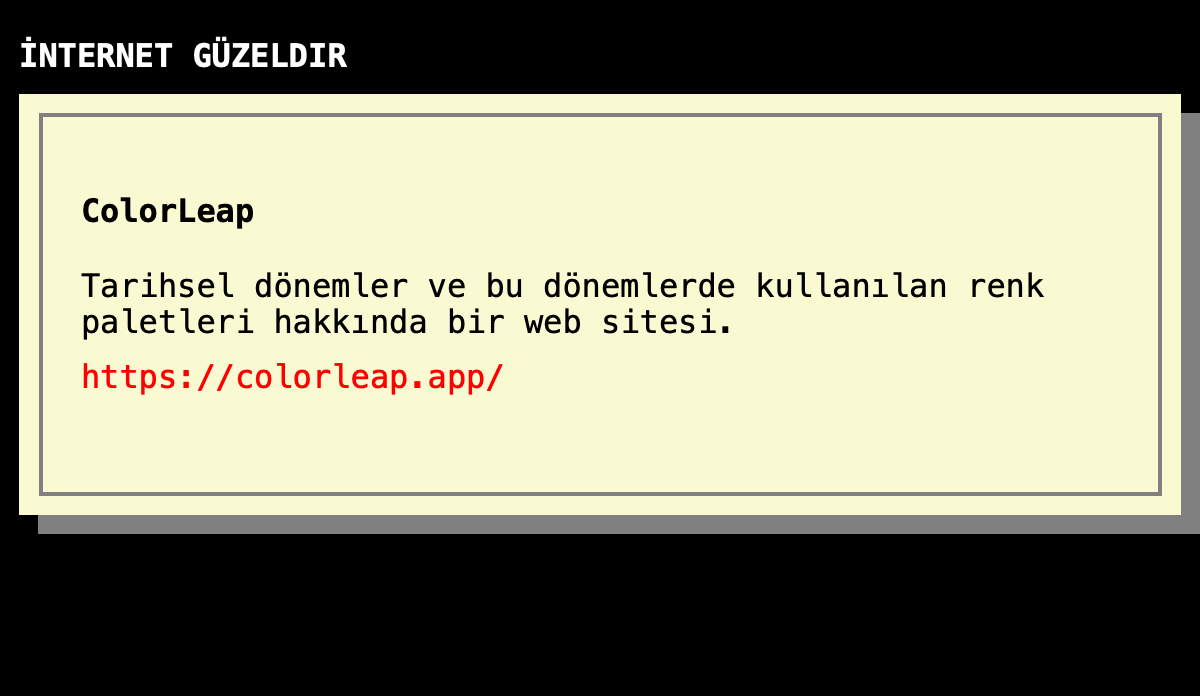 İNTERNET GÜZELDIR
ColorLeap
Tarihsel dönemler ve bu dönemlerde kullanılan renk
paletleri hakkında bir web sitesi.
https://colorleap.app/